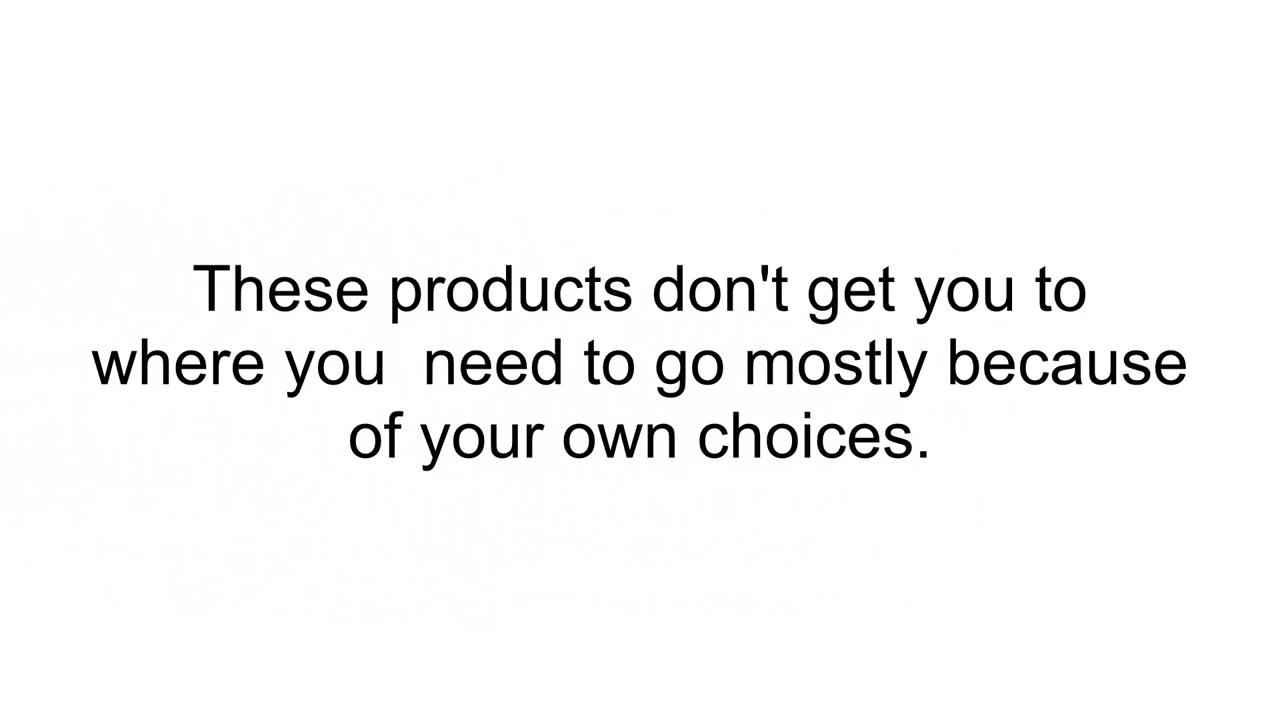 These products don't get you to
where you  need to go mostly because
of your own choices.